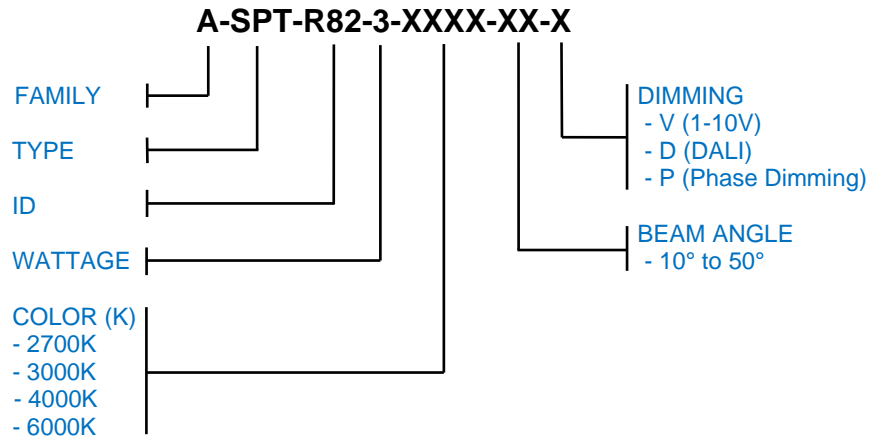 A-SPT-R82-3-XXXX-XX-X
FAMILY
TYPE
ID
WATTAGE
COLOR (K)
- 2700K
- 3000K
- 4000K
- 6000K
DIMMING
- V (1-10V)
- D (DALI)
- P (Phase Dimming)
BEAM ANGLE
- 10° to 50°